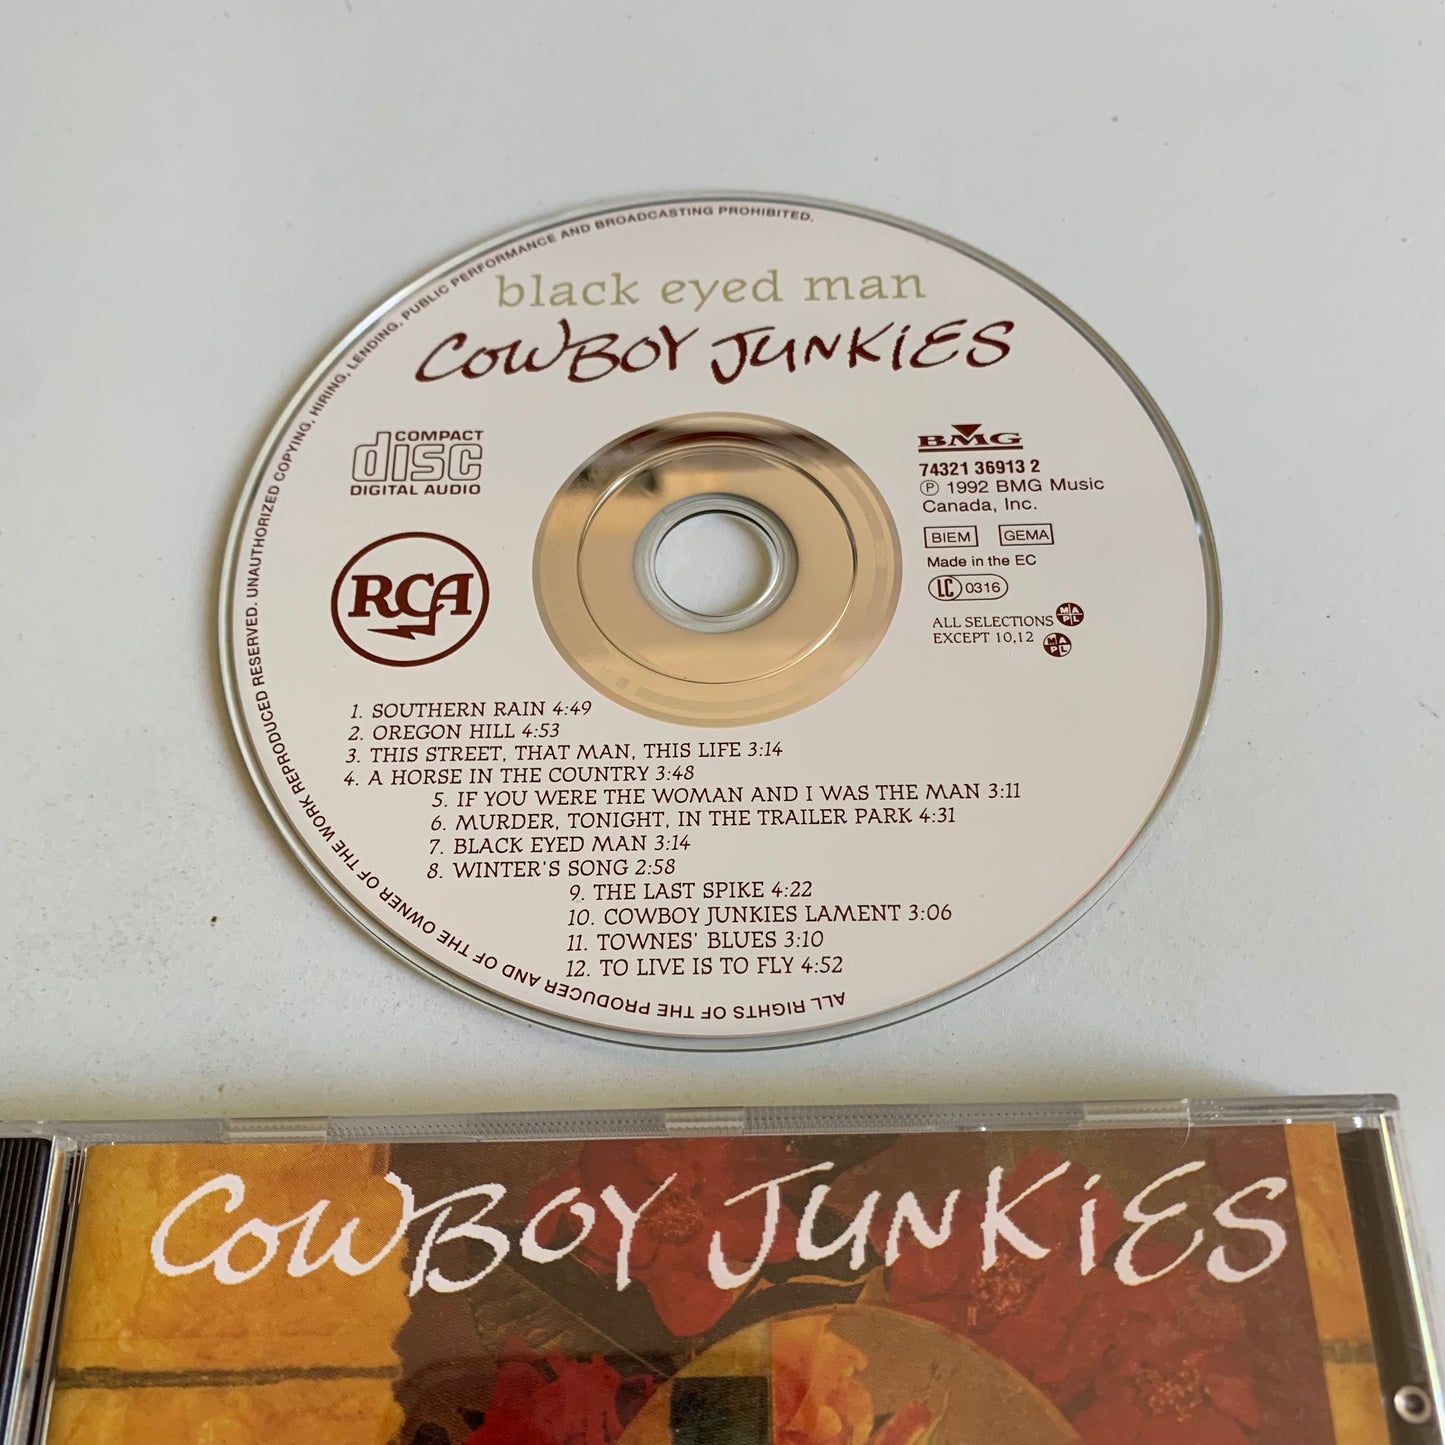 ALL RIGHTS OF THE PRODUCER AND OF THE OWNER OF THE WORK REPRODUCED RESERVED. UNAUTHORIZED COPYING, HIRING, LENDING, PUBLIC PERFORMANCE AND BROADCASTING PROHIBITED.
black eyed man
COWBOY JUNKIES
COMPACT
disc
DIGITAL AUDIO
BMG
74321 36913 2
Ⓟ 1992 BMG Music
Canada, Inc.
BIEM GEMA
Made in the EC
LC 0316
RCA
ALL SELECTIONS MAPL
EXCEPT 10,12 MAPL
1. SOUTHERN RAIN 4:49
2. OREGON HILL 4:53
3. THIS STREET, THAT MAN, THIS LIFE 3:14
4. A HORSE IN THE COUNTRY 3:48
5. IF YOU WERE THE WOMAN AND I WAS THE MAN 3:11
6. MURDER, TONIGHT, IN THE TRAILER PARK 4:31
7. BLACK EYED MAN 3:14
8. WINTER'S SONG 2:58
9. THE LAST SPIKE 4:22
10. COWBOY JUNKIES LAMENT 3:06
11. TOWNES' BLUES 3:10
12. TO LIVE IS TO FLY 4:52
COWBOY JUNKIES